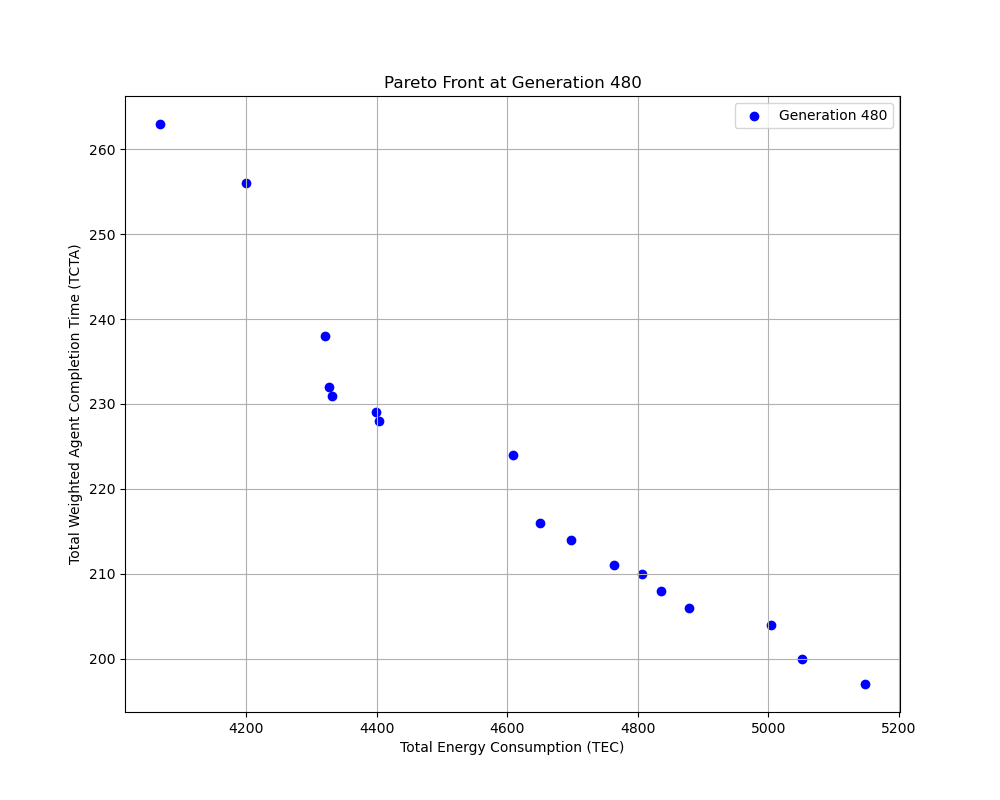 Pareto Front at Generation 480
Generation 480
Total Weighted Agent Completion Time (TCTA)
260
250
240
230
220
210
200
4200 4400 4600 4800 5000 5200
Total Energy Consumption (TEC)